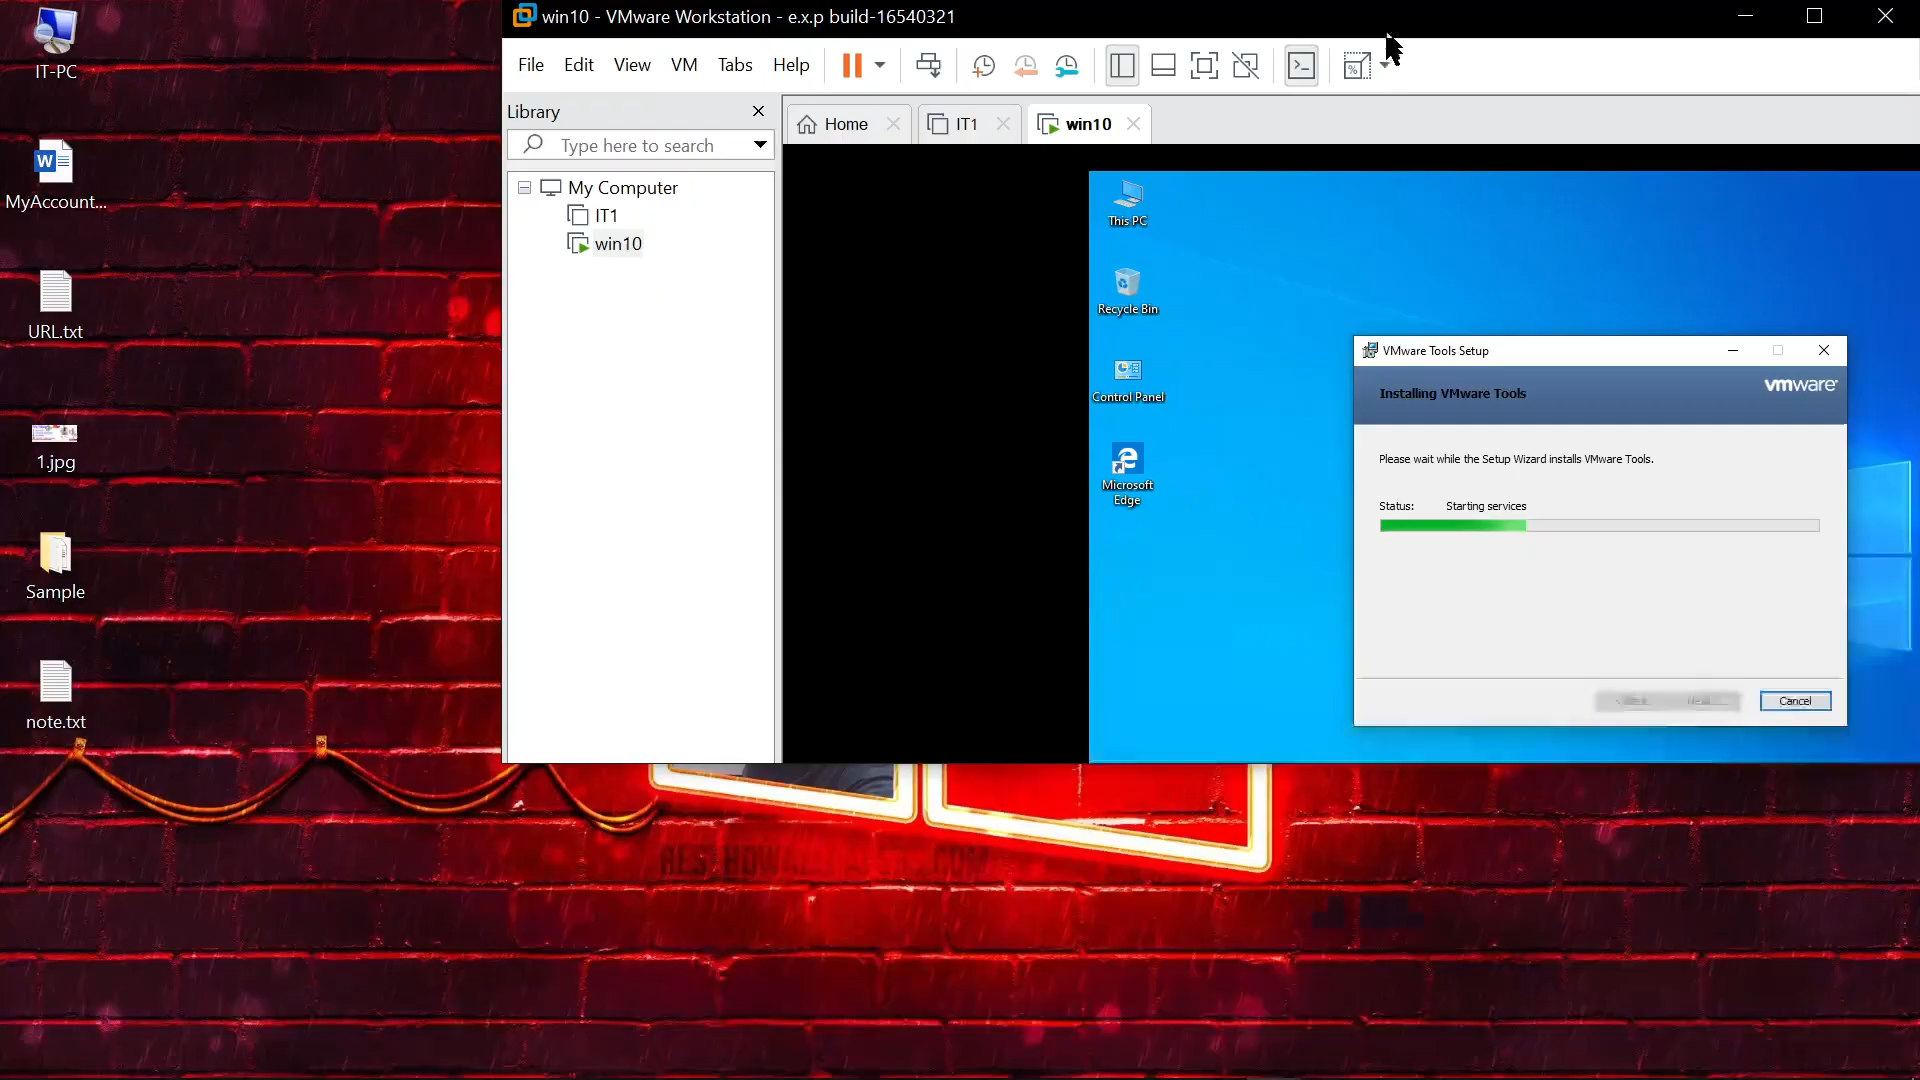 IT-PC
MyAccount...
URL.txt
1.jpg
Sample
note.txt
win10 - VMware Workstation - e.x.p build-16540321
File Edit View VM Tabs Help
Library
Type here to search
My Computer
IT1
win10
Home
IT1
win10
This PC
Recycle Bin
Control Panel
Microsoft
Edge
VMware Tools Setup
vmware
Installing VMware Tools
Please wait while the Setup Wizard installs VMware Tools.
Status: Starting services
Cancel